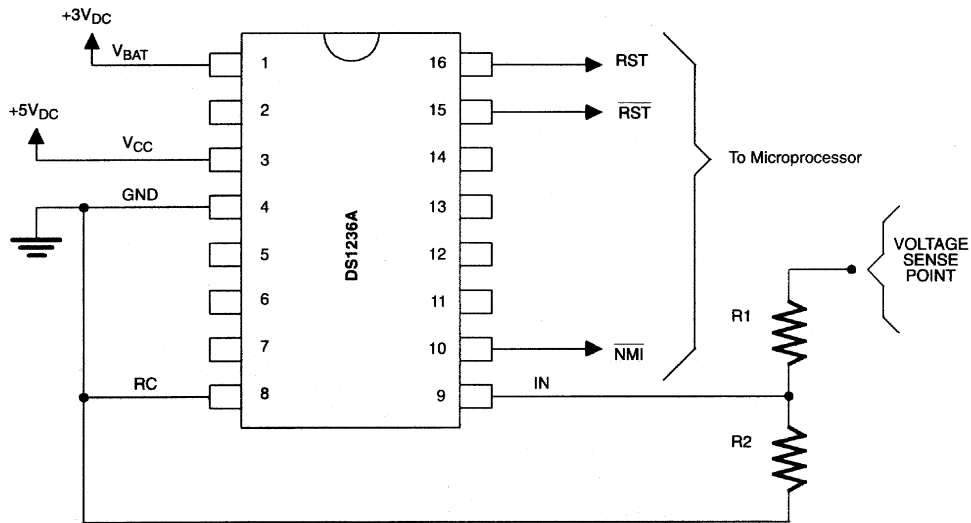 +3VDC
VBAT
+5VDC
VCC
GND
RC
1
2
3
4
5
6
7
8
DS1236A
16
15
14
13
12
11
10
9
RST
RST
NMI
IN
To Microprocessor
VOLTAGE
SENSE
POINT
R1
R2